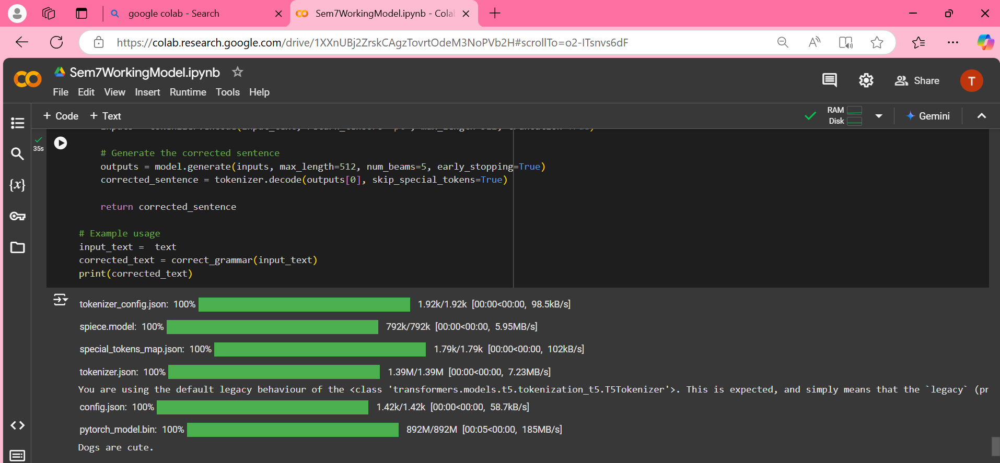 google colab - Search
Sem7WorkingModel.ipynb - Cola
https://colab.research.google.com/drive/1XXnUBj2ZrskCAgzTovrtOdeM3NoPVb2H#scrollTo=o2-ITsnvs6dF
Sem7WorkingModel.ipynb
File Edit View Insert Runtime Tools Help
Share
T
+ Code + Text
RAM
Disk
Gemini
35s
# Generate the corrected sentence
outputs = model.generate(inputs, max_length=512, num_beams=5, early_stopping=True)
corrected_sentence = tokenizer.decode(outputs[0], skip_special_tokens=True)
return corrected_sentence
# Example usage
input_text =  text
corrected_text = correct_grammar(input_text)
print(corrected_text)
tokenizer_config.json: 100% 1.92k/1.92k [00:00<00:00, 98.5kB/s]
spiece.model: 100% 792k/792k [00:00<00:00, 5.95MB/s]
special_tokens_map.json: 100% 1.79k/1.79k [00:00<00:00, 102kB/s]
tokenizer.json: 100% 1.39M/1.39M [00:00<00:00, 7.23MB/s]
You are using the default legacy behaviour of the <class 'transformers.models.t5.tokenization_t5.T5Tokenizer'>. This is expected, and simply means that the `legacy` (pr
config.json: 100% 1.42k/1.42k [00:00<00:00, 58.7kB/s]
pytorch_model.bin: 100% 892M/892M [00:05<00:00, 185MB/s]
Dogs are cute.